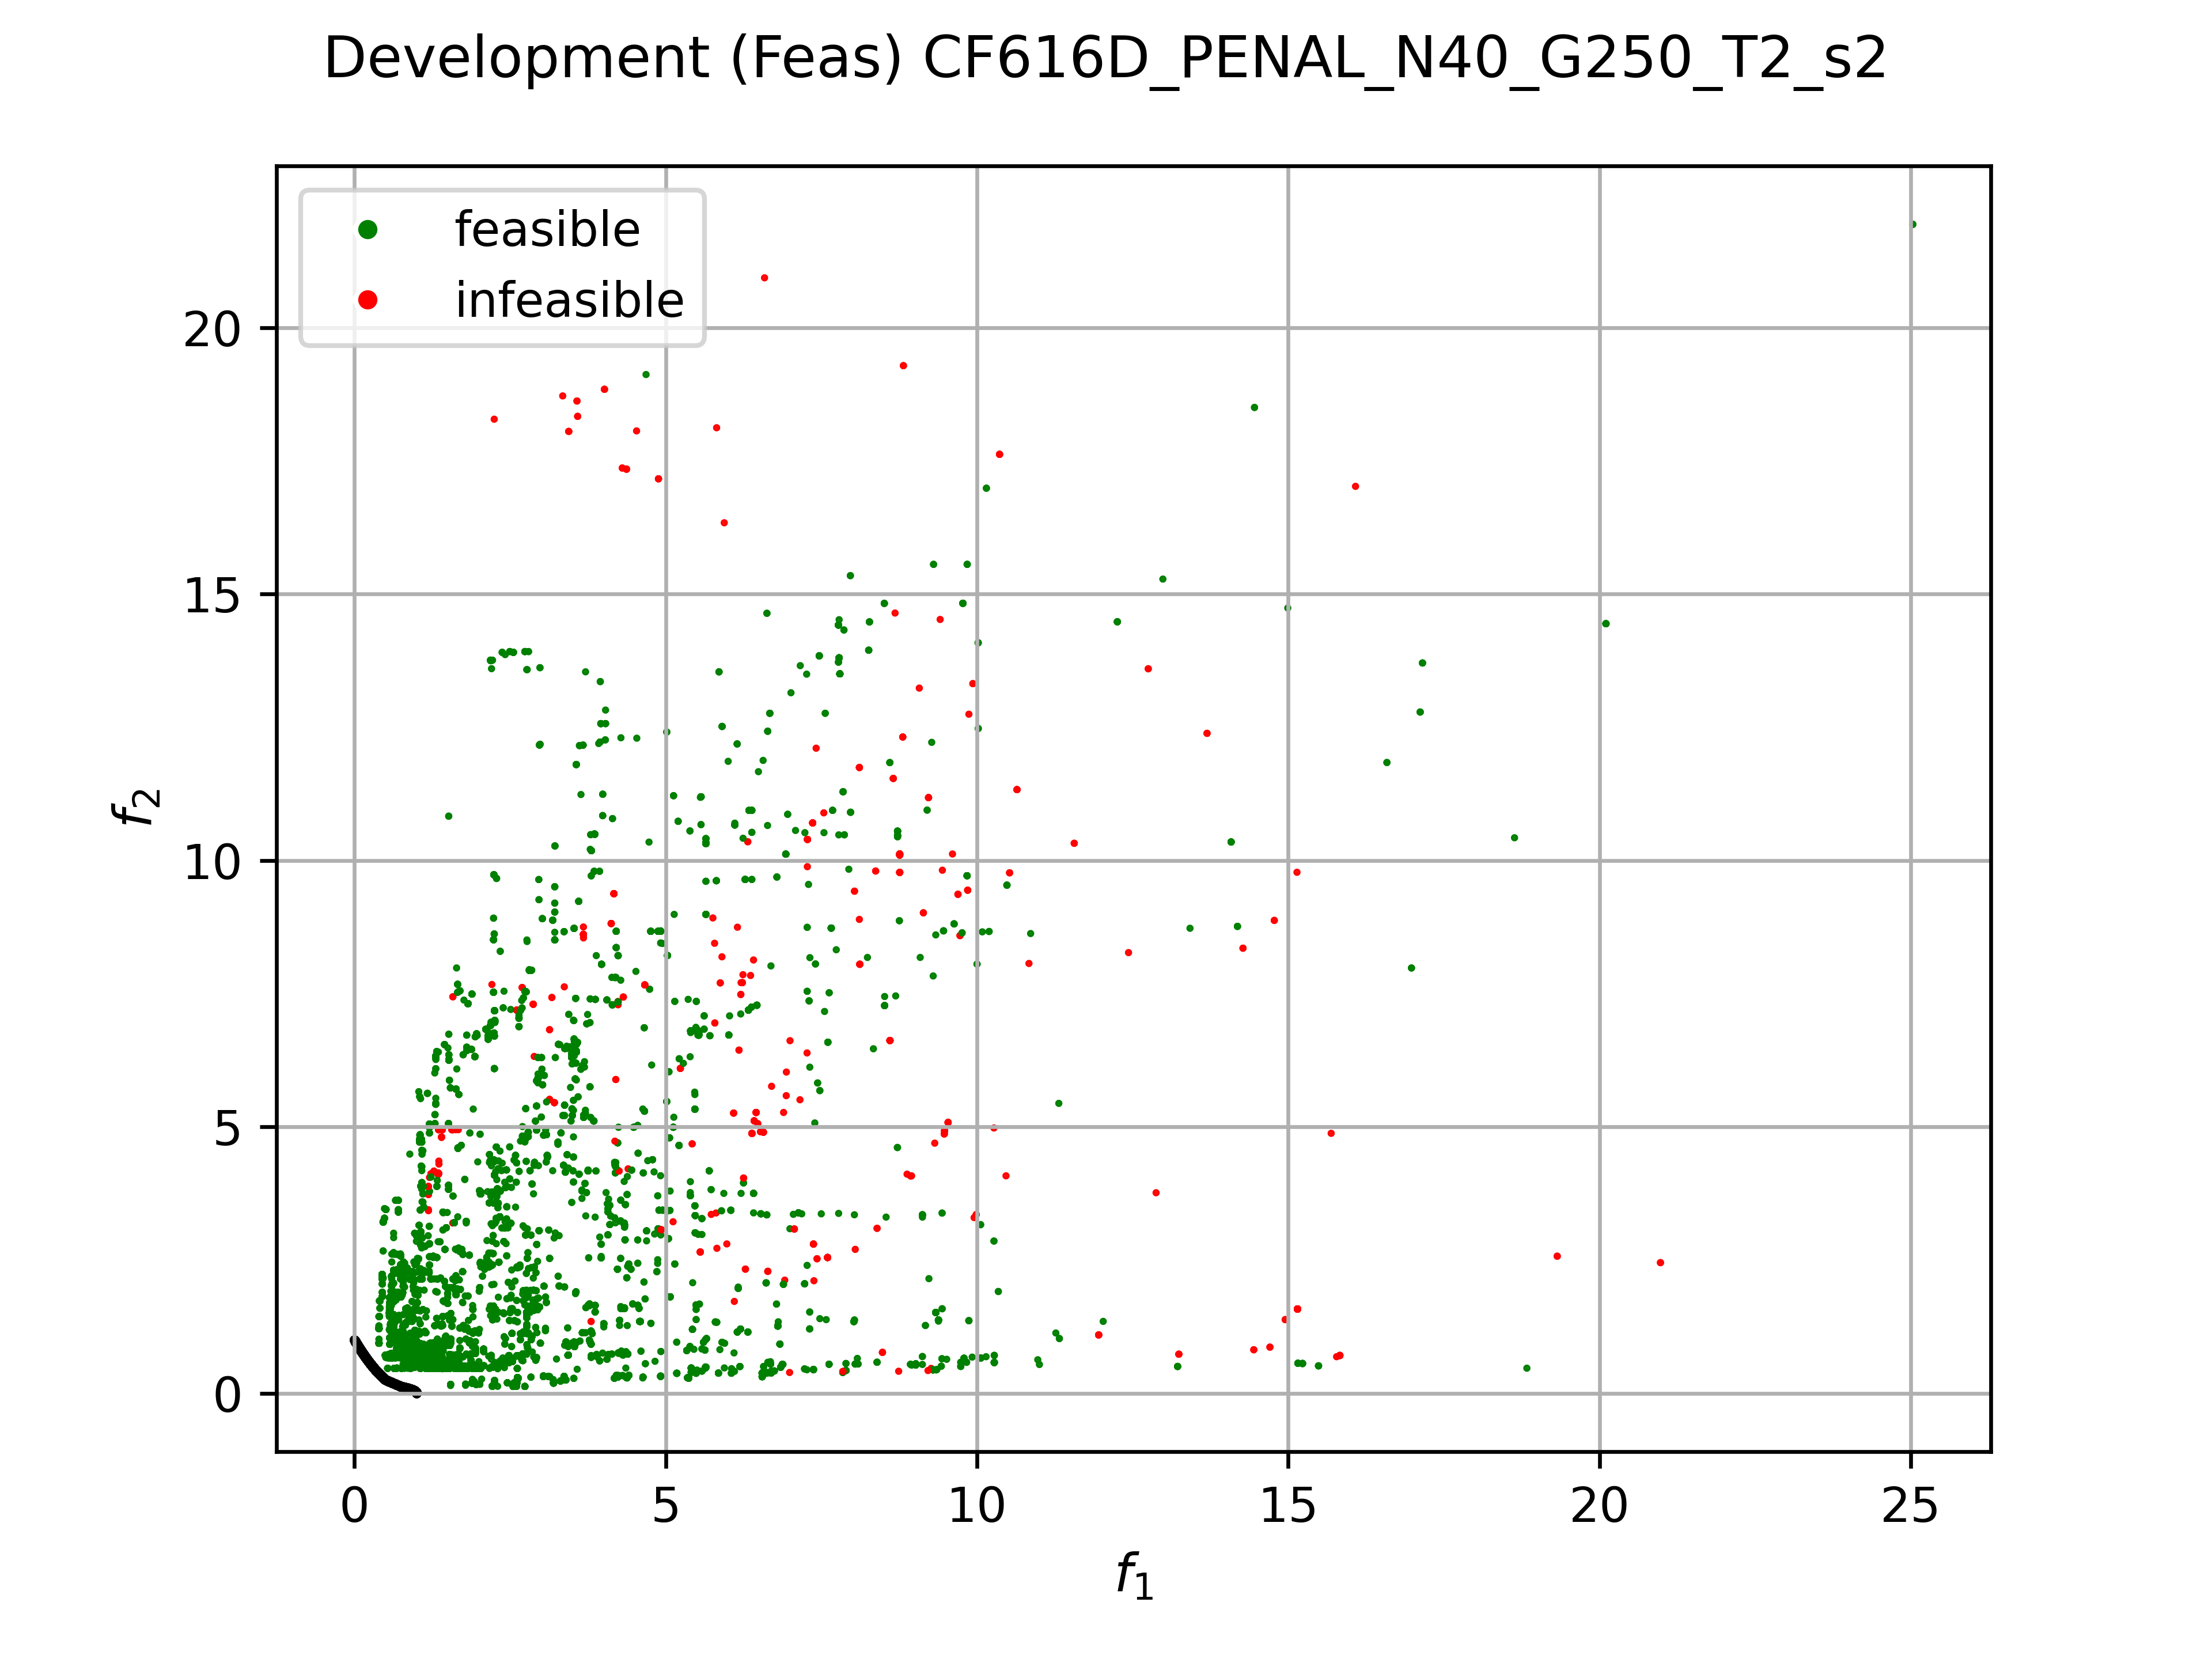 Development (Feas) CF616D_PENAL_N40_G250_T2_s2
feasible
infeasible
20
15
10
5
0
f2
0 5 10 15 20 25
f1